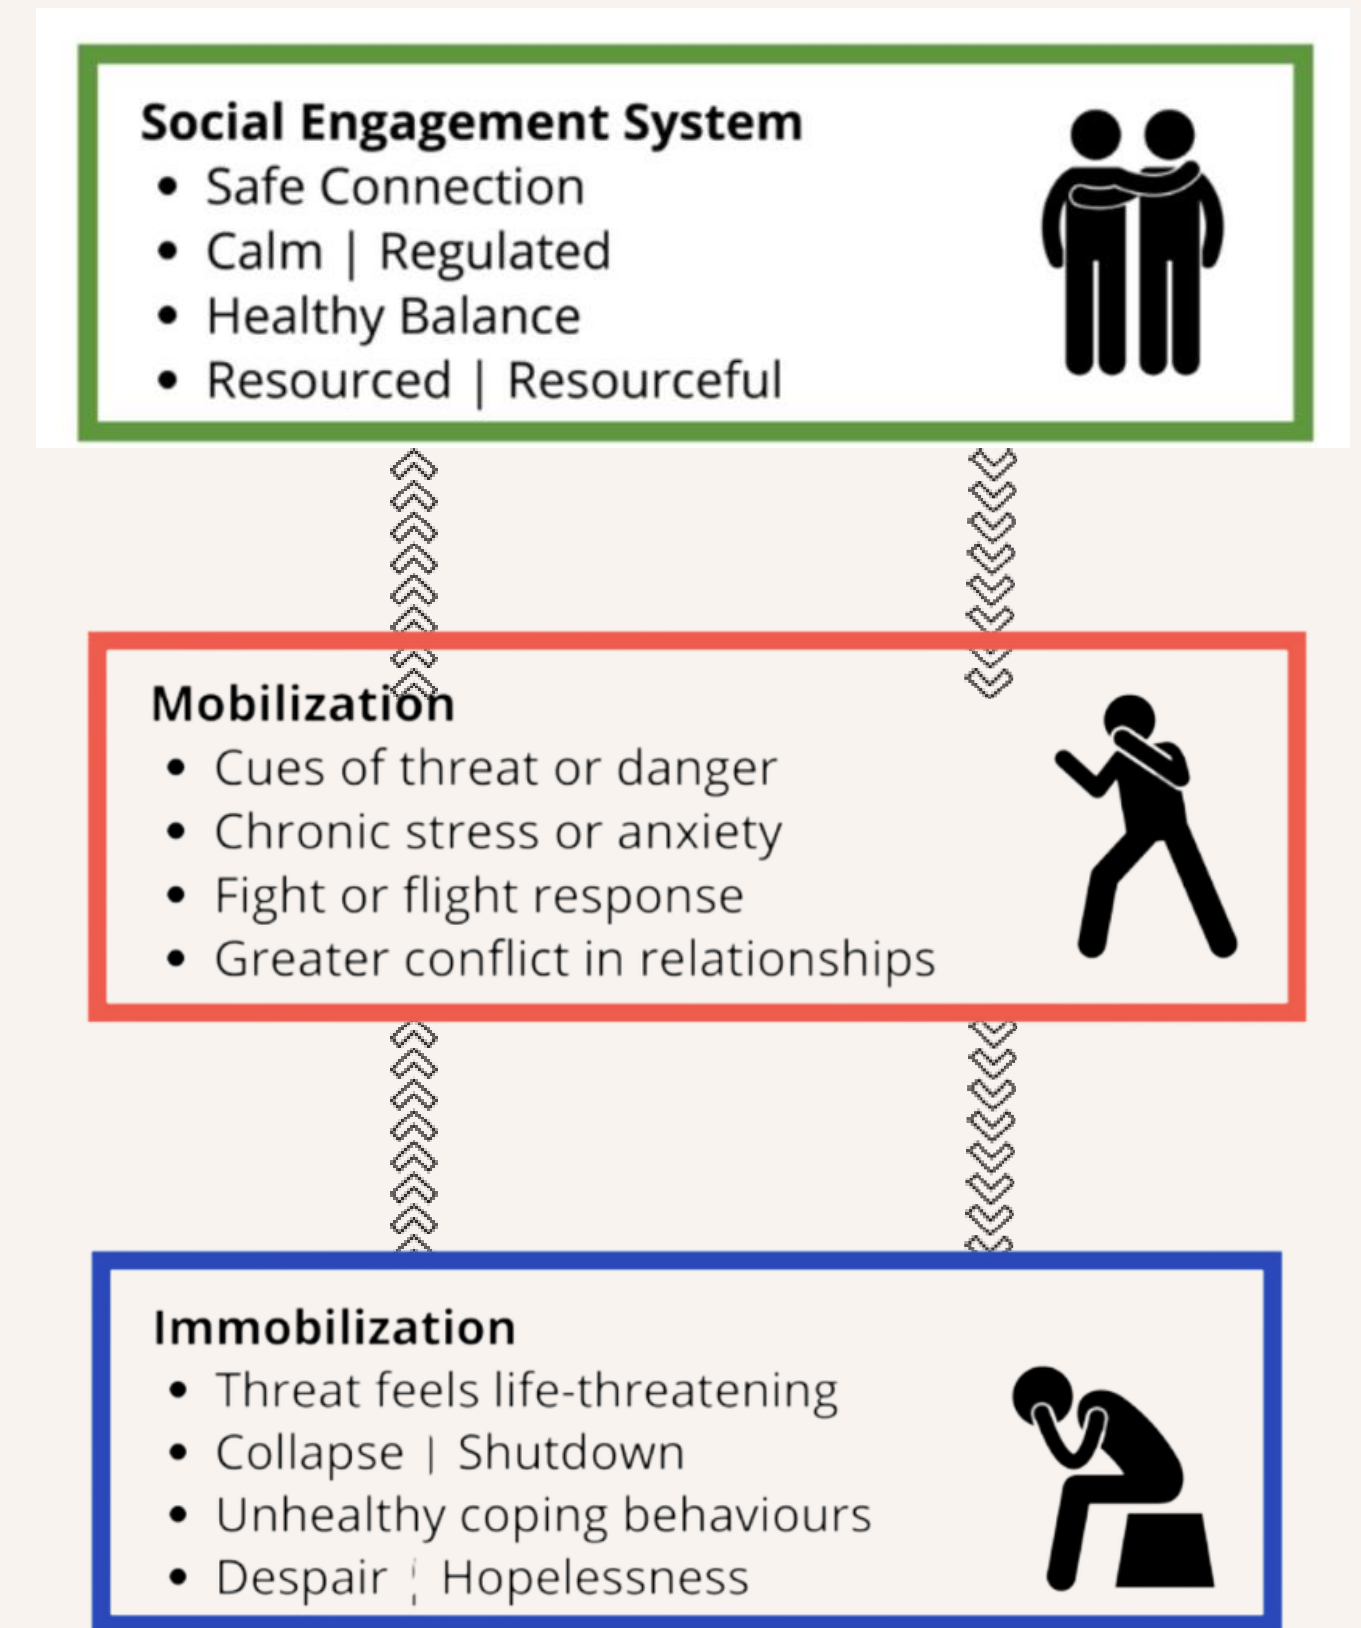 Social Engagement System
• Safe Connection
• Calm | Regulated
• Healthy Balance
• Resourced | Resourceful
Mobilization
• Cues of threat or danger
• Chronic stress or anxiety
• Fight or flight response
• Greater conflict in relationships
Immobilization
• Threat feels life-threatening
• Collapse | Shutdown
• Unhealthy coping behaviours
• Despair ¦ Hopelessness